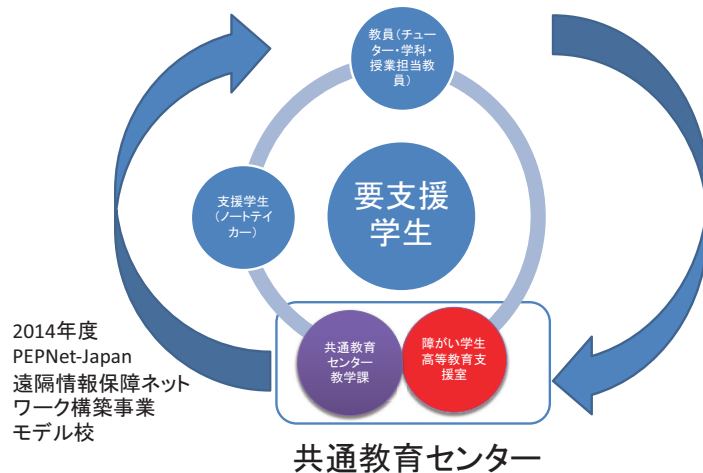 教員(チュー
ター・学科・
授業担当教
員)
要支援
学生
支援学生
(ノートテイ
カー)
共通教育
センター
教学課
障がい学生
高等教育支
援室
2014年度
PEPNet-Japan
遠隔情報保障ネット
ワーク構築事業
モデル校
共通教育センター